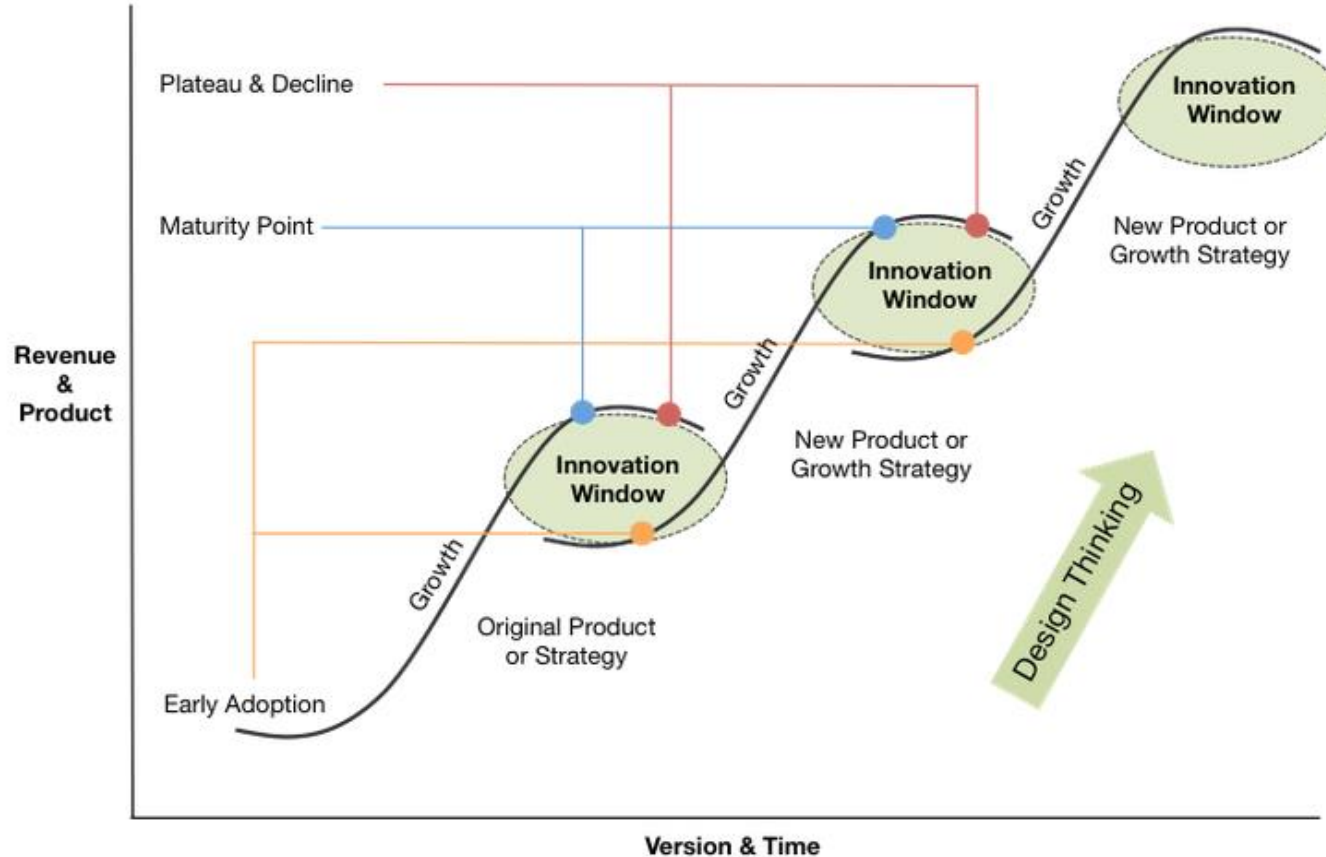 Plateau & Decline
Innovation
Window
Maturity Point
Growth
New Product or
Growth Strategy
Innovation
Window
Revenue
&
Product
Growth
New Product or
Growth Strategy
Innovation
Window
Design Thinking
Growth
Original Product
or Strategy
Early Adoption
Version & Time